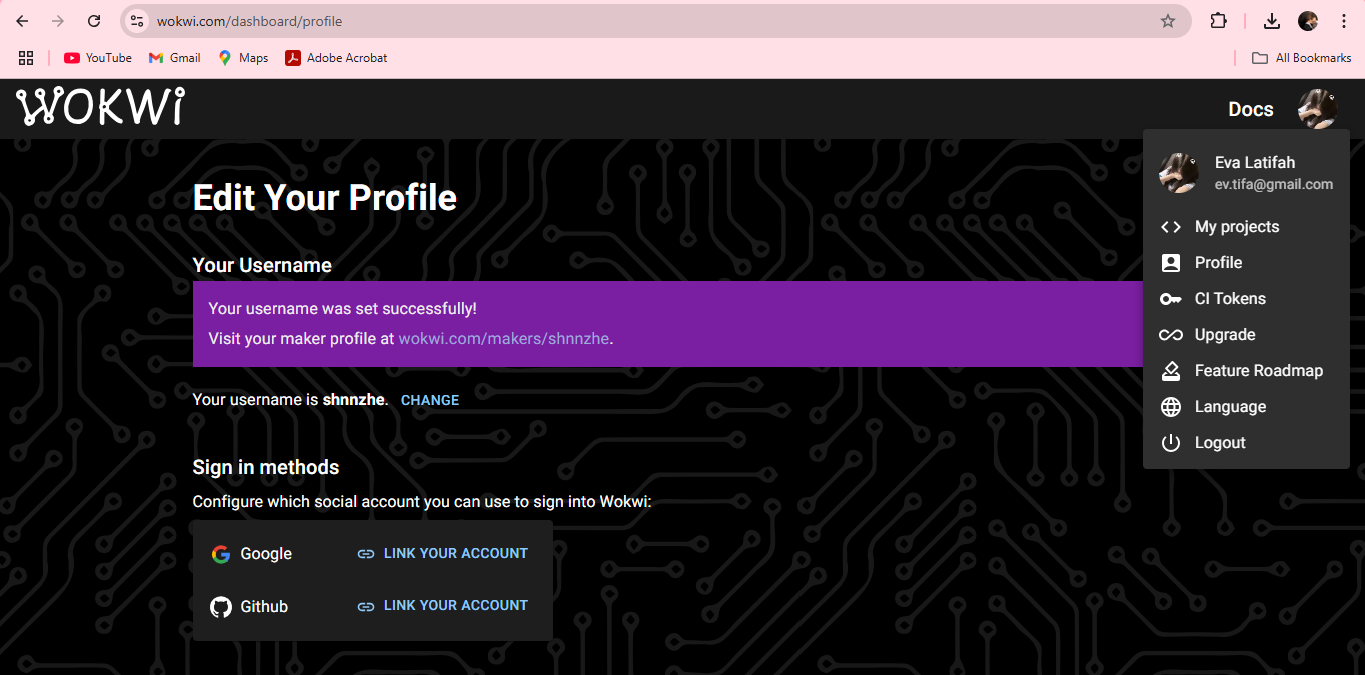 wokwi.com/dashboard/profile
YouTube
Gmail
Maps
Adobe Acrobat
All Bookmarks
WOKWi
Docs
Eva Latifah
ev.tifa@gmail.com
My projects
Profile
CI Tokens
Upgrade
Feature Roadmap
Language
Logout
Edit Your Profile
Your Username
Your username was set successfully!
Visit your maker profile at wokwi.com/makers/shnnzhe.
Your username is shnnzhe. CHANGE
Sign in methods
Configure which social account you can use to sign into Wokwi:
Google LINK YOUR ACCOUNT
Github LINK YOUR ACCOUNT